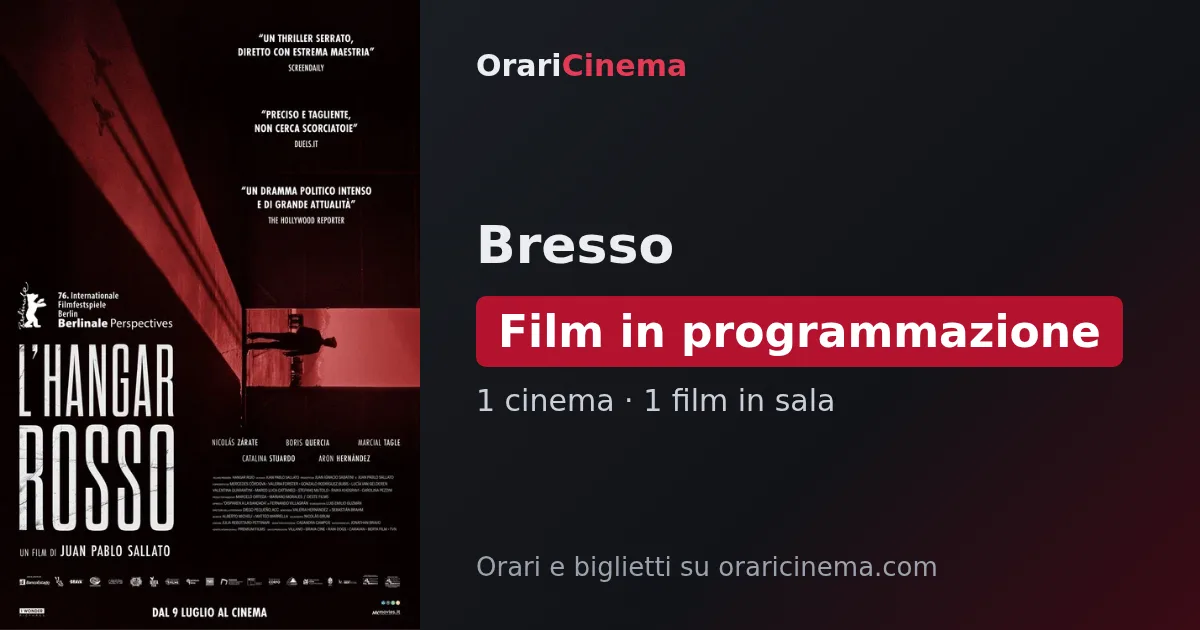 "UN THRILLER SERRATO,
DIRETTO CON ESTREMA MAESTRIA"
SCREENDAILY
"PRECISO E TAGLIENTE,
NON CERCA SCORCIATOIE"
DUELS.IT
"UN DRAMMA POLITICO INTENSO
E DI GRANDE ATTUALITÀ"
THE HOLLYWOOD REPORTER
76. Internationale
Filmfestspiele
Berlin
Berlinale Perspectives
L'HANGAR
ROSSO
NICOLÁS ZÁRATE BORIS QUERCIA MARCIAL TAGLE
CATALINA STUARDO ARON HERNÁNDEZ
UN FILM DI JUAN PABLO SALLATO
I WONDER
DAL 9 LUGLIO AL CINEMA
MYmovies.it
OrariCinema
Bresso
Film in programmazione
1 cinema · 1 film in sala
Orari e biglietti su oraricinema.com